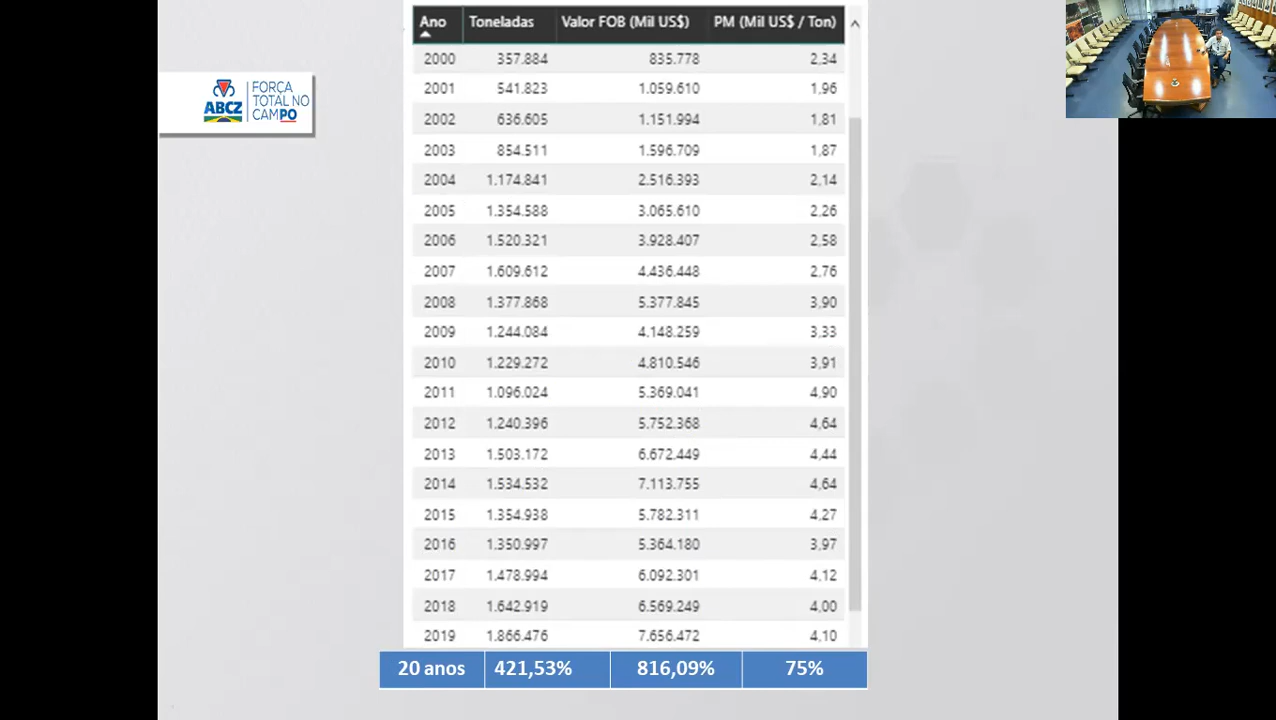 Ano Toneladas Valor FOB (Mil US$) PM (Mil US$ / Ton)
2000 357.884 835.778 2,34
2001 541.823 1.059.610 1,96
2002 636.605 1.151.994 1,81
2003 854.511 1.596.709 1,87
2004 1.174.841 2.516.393 2,14
2005 1.354.588 3.065.610 2,26
2006 1.520.321 3.928.407 2,58
2007 1.609.612 4.436.448 2,76
2008 1.377.868 5.377.845 3,90
2009 1.244.084 4.148.259 3,33
2010 1.229.272 4.810.546 3,91
2011 1.096.024 5.369.041 4,90
2012 1.240.396 5.752.368 4,64
2013 1.503.172 6.672.449 4,44
2014 1.534.532 7.113.755 4,64
2015 1.354.938 5.782.311 4,27
2016 1.350.997 5.364.180 3,97
2017 1.478.994 6.092.301 4,12
2018 1.642.919 6.569.249 4,00
2019 1.866.476 7.656.472 4,10
20 anos 421,53% 816,09% 75%
ABCZ
FORÇA
TOTAL NO
CAMPO